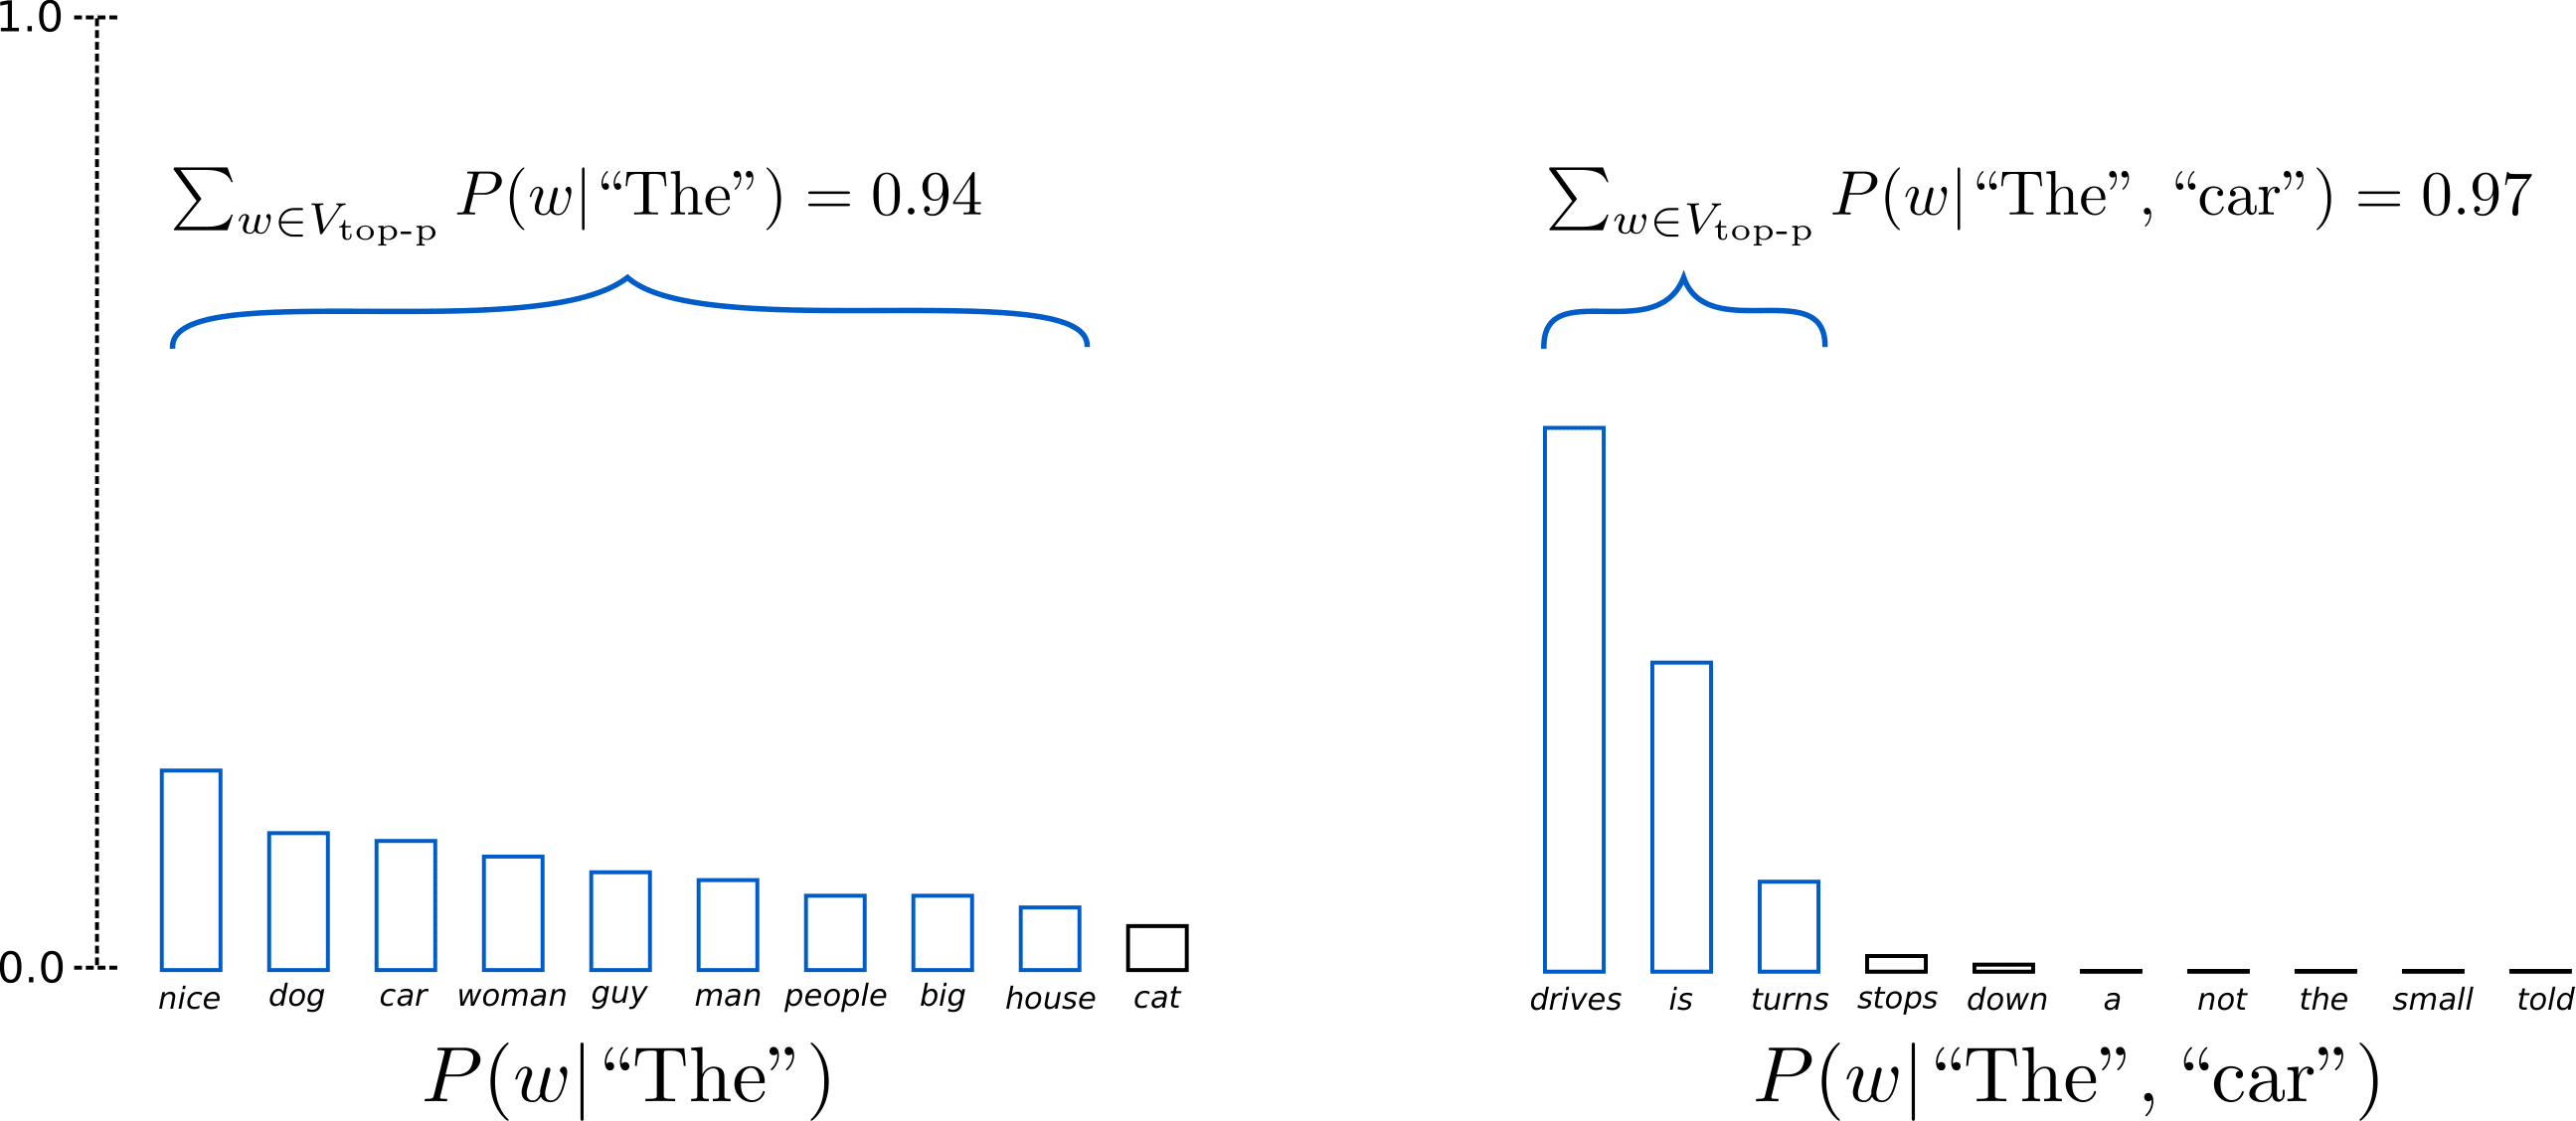 1.0
∑w∈Vtop-p P(w|“The”) = 0.94
∑w∈Vtop-p P(w|“The”, “car”) = 0.97
0.0
nice dog car woman guy man people big house cat
drives is turns stops down a not the small told
P(w|“The”)
P(w|“The”, “car”)